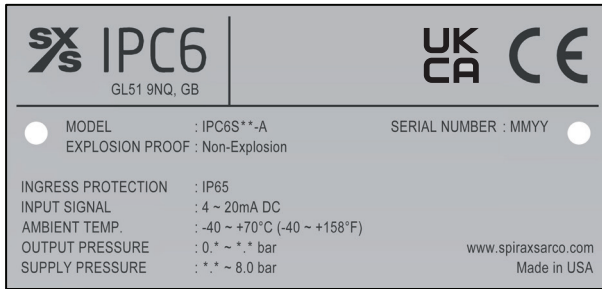 SXS IPC6
GL51 9NQ, GB
UK
CA CE
MODEL : IPC6S**-A
SERIAL NUMBER : MMYY
EXPLOSION PROOF : Non-Explosion
INGRESS PROTECTION : IP65
INPUT SIGNAL : 4 ~ 20mA DC
AMBIENT TEMP. : -40 ~ +70°C (-40 ~ +158°F)
OUTPUT PRESSURE : 0.* ~ *.* bar
www.spiraxsarco.com
SUPPLY PRESSURE : *.* ~ 8.0 bar
Made in USA